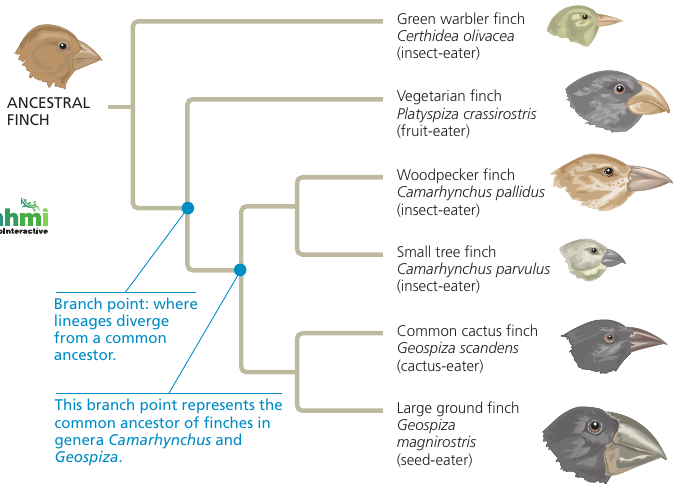 Green warbler finch
Certhidea olivacea
(insect-eater)
ANCESTRAL
FINCH
Vegetarian finch
Platyspiza crassirostris
(fruit-eater)
Woodpecker finch
Camarhynchus pallidus
(insect-eater)
Small tree finch
Camarhynchus parvulus
(insect-eater)
Branch point: where
lineages diverge
from a common
ancestor.
Common cactus finch
Geospiza scandens
(cactus-eater)
This branch point represents the
common ancestor of finches in
genera Camarhynchus and
Geospiza.
Large ground finch
Geospiza
magnirostris
(seed-eater)